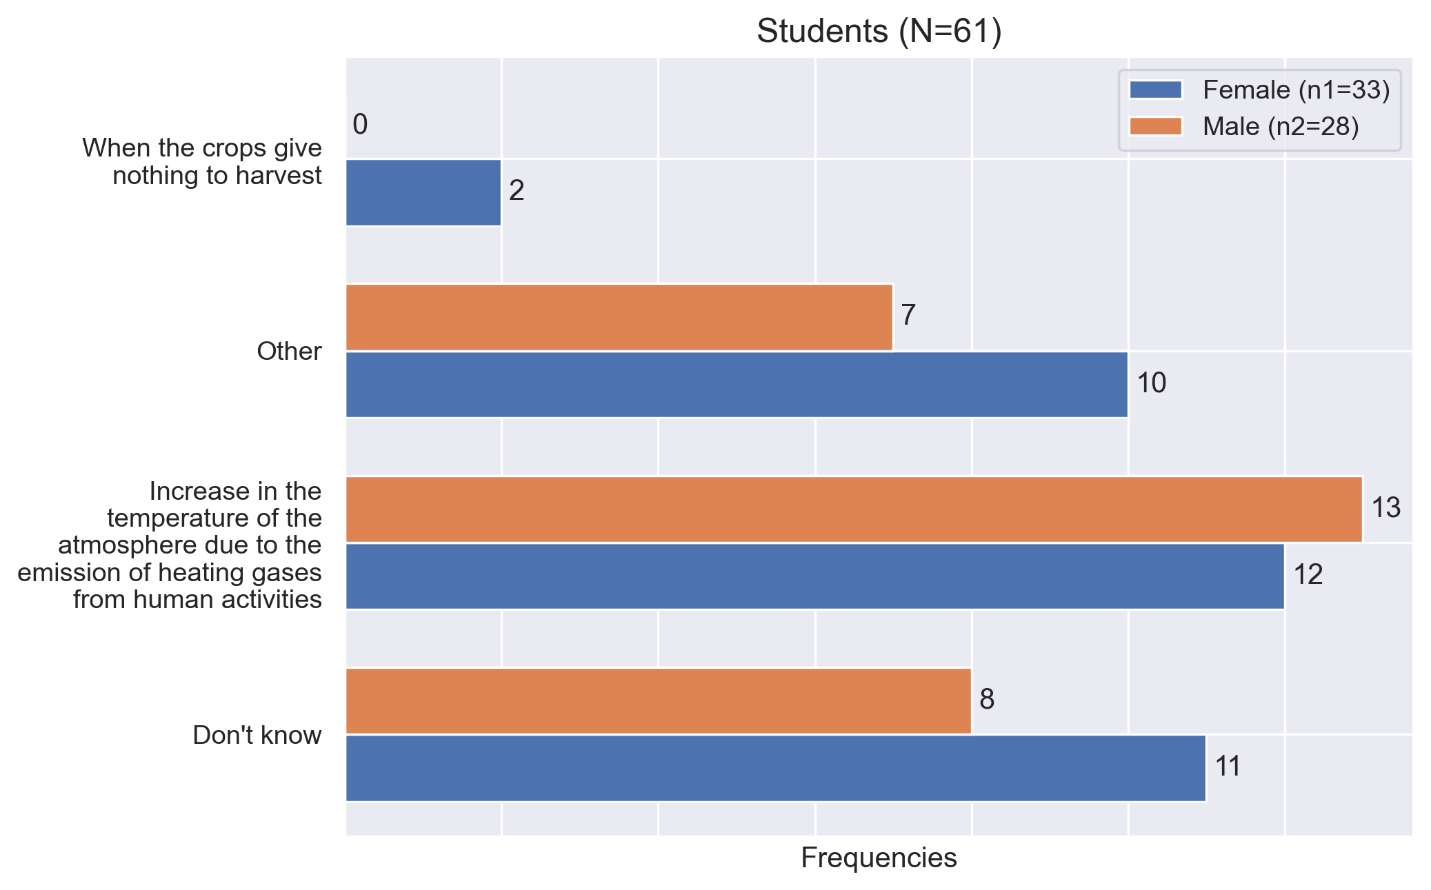 Students (N=61)
Female (n1=33)
Male (n2=28)
When the crops give
nothing to harvest
0
2
Other
7
10
Increase in the
temperature of the
atmosphere due to the
emission of heating gases
from human activities
13
12
Don't know
8
11
Frequencies